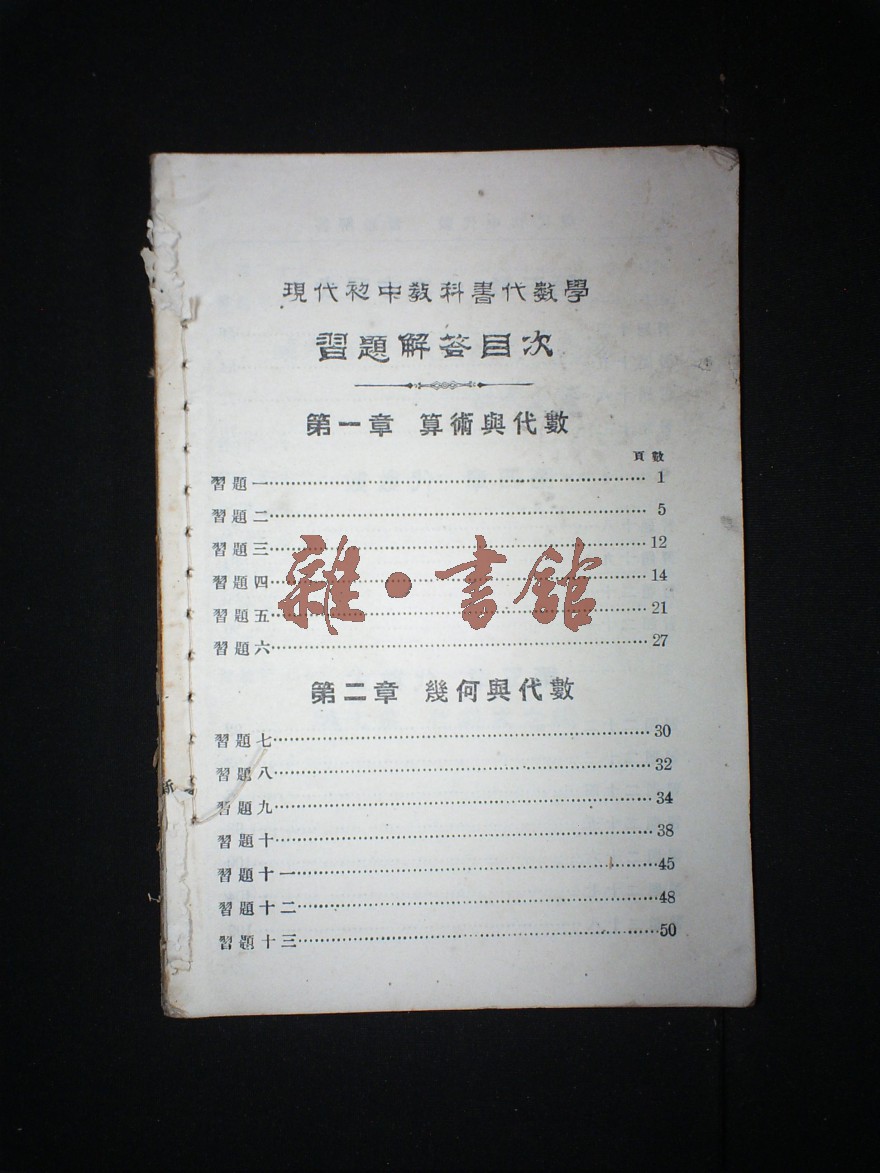 現代初中教科書代數學
習題解答目次
第一章 算術與代數
頁數
習題一…………1
習題二…………5
習題三…………12
習題四…………14
習題五…………21
習題六…………27
雜·書館
第二章 幾何與代數
習題七…………30
習題八…………32
習題九…………34
習題十…………38
習題十一…………45
習題十二…………48
習題十三…………50